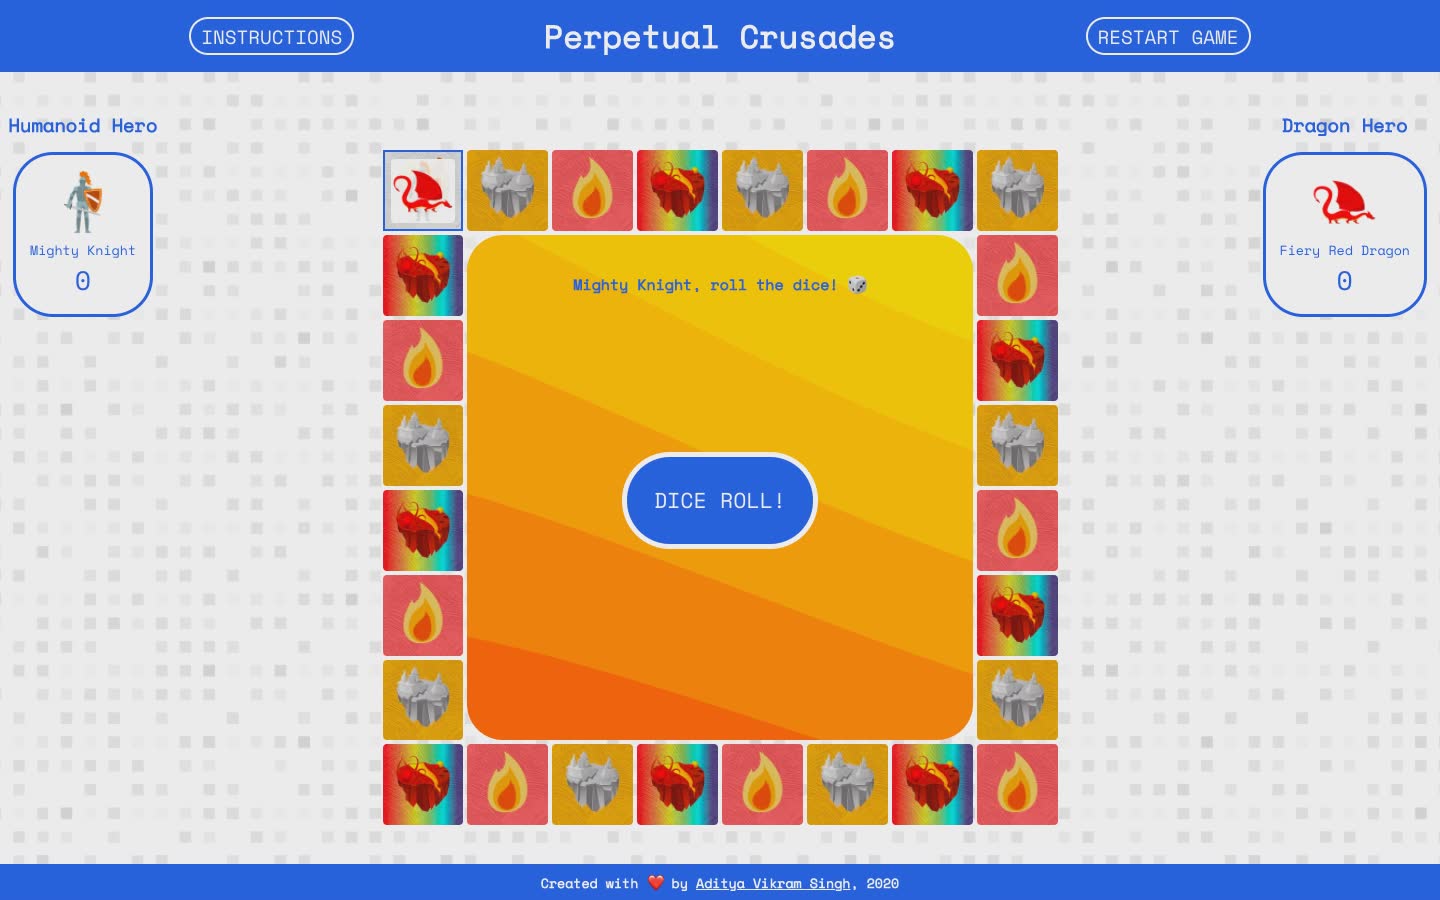 INSTRUCTIONS
Perpetual Crusades
RESTART GAME
Humanoid Hero
Mighty Knight
0
Dragon Hero
Fiery Red Dragon
0
Mighty Knight, roll the dice! 🎲
DICE ROLL!
Created with ❤️ by Aditya Vikram Singh, 2020